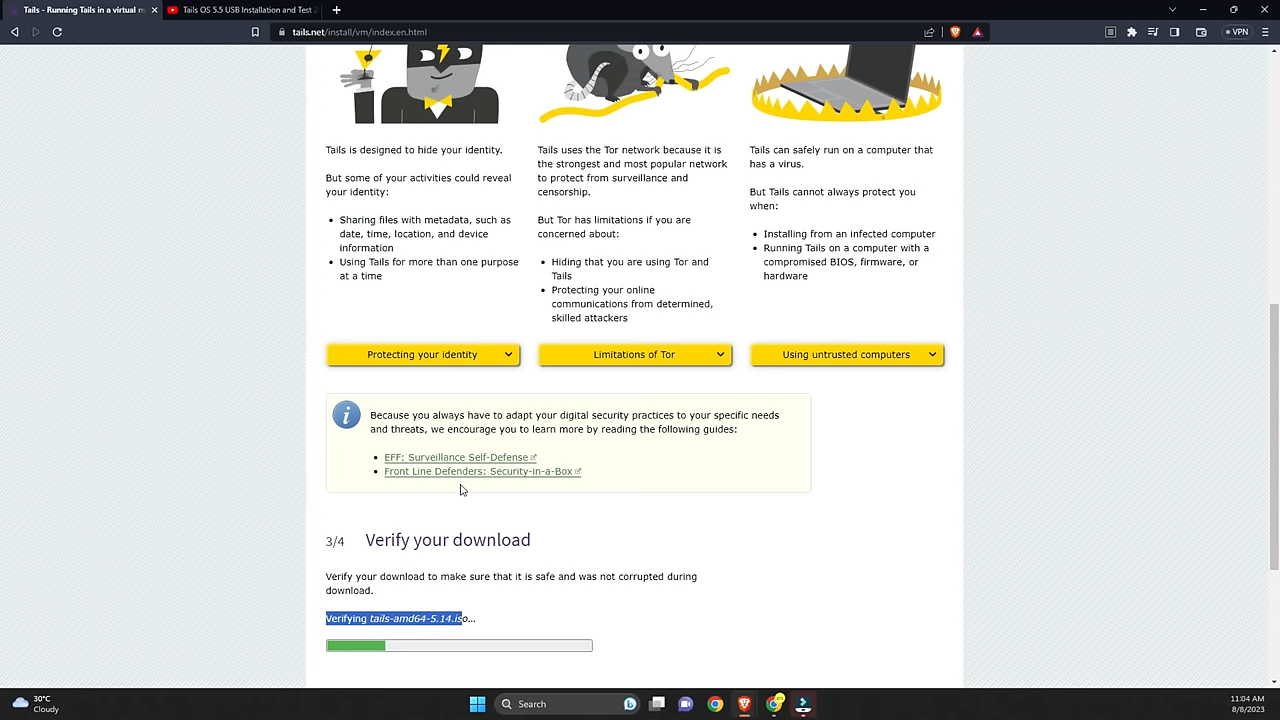 Tails - Running Tails in a virtual m
Tails OS 5.5 USB Installation and Test
tails.net/install/vm/index.en.html
VPN
Tails is designed to hide your identity.
But some of your activities could reveal
your identity:
Sharing files with metadata, such as
date, time, location, and device
information
Using Tails for more than one purpose
at a time
Tails uses the Tor network because it is
the strongest and most popular network
to protect from surveillance and
censorship.
But Tor has limitations if you are
concerned about:
Hiding that you are using Tor and
Tails
Protecting your online
communications from determined,
skilled attackers
Tails can safely run on a computer that
has a virus.
But Tails cannot always protect you
when:
Installing from an infected computer
Running Tails on a computer with a
compromised BIOS, firmware, or
hardware
Protecting your identity
Limitations of Tor
Using untrusted computers
i
Because you always have to adapt your digital security practices to your specific needs
and threats, we encourage you to learn more by reading the following guides:
EFF: Surveillance Self-Defense
Front Line Defenders: Security-in-a-Box
3/4 Verify your download
Verify your download to make sure that it is safe and was not corrupted during
download.
Verifying tails-amd64-5.14.iso...
30°C
Cloudy
Search
11:04 AM
8/8/2023